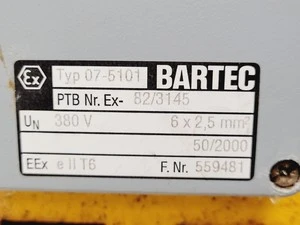 Ex Typ 07-5101 BARTEC
PTB Nr. Ex- 82/3145
UN 380 V 6 x 2,5 mm²
50/2000
EEx e II T6 F. Nr. 559481